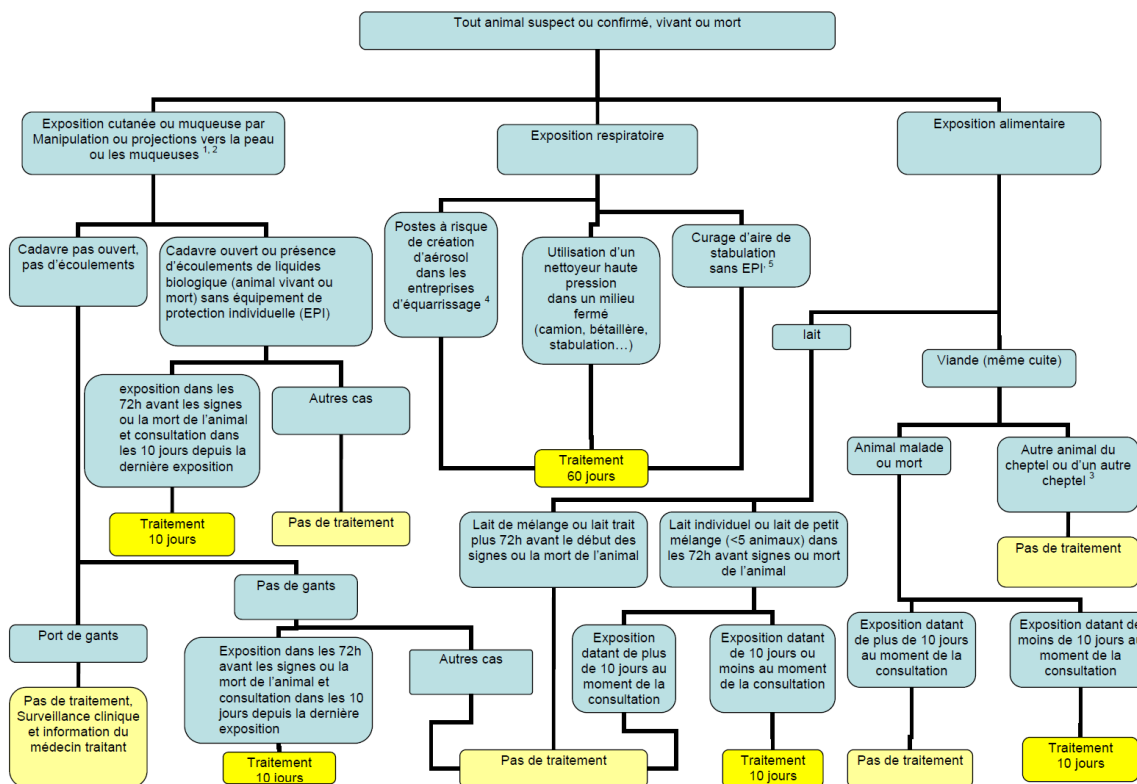 Tout animal suspect ou confirmé, vivant ou mort
Exposition cutanée ou muqueuse par
Manipulation ou projections vers la peau
ou les muqueuses 1, 2
Exposition respiratoire
Exposition alimentaire
Cadavre pas ouvert,
pas d'écoulements
Cadavre ouvert ou présence
d'écoulements de liquides
biologique (animal vivant ou
mort) sans équipement de
protection individuelle (EPI)
Postes à risque
de création
d'aérosol
dans les
entreprises
d'équarrissage 4
Utilisation d'un
nettoyeur haute
pression
dans un milieu
fermé
(camion, bétaillère,
stabulation…)
Curage d'aire de
stabulation
sans EPI, 5
lait
Viande (même cuite)
exposition dans les
72h avant les signes
ou la mort de l'animal
et consultation dans
les 10 jours depuis la
dernière exposition
Autres cas
Animal malade
ou mort
Autre animal du
cheptel ou d'un autre
cheptel 3
Traitement
60 jours
Traitement
10 jours
Pas de traitement
Lait de mélange ou lait trait
plus 72h avant le début des
signes ou la mort de l'animal
Lait individuel ou lait de petit
mélange (<5 animaux) dans
les 72h avant signes ou mort
de l'animal
Pas de traitement
Pas de gants
Port de gants
Exposition dans les 72h
avant les signes ou la
mort de l'animal et
consultation dans les 10
jours depuis la dernière
exposition
Autres cas
Exposition
datant de plus
de 10 jours au
moment de la
consultation
Exposition datant
de 10 jours ou
moins au moment
de la consultation
Exposition datant
de plus de 10 jours
au moment de la
consultation
Exposition datant de
moins de 10 jours au
moment de la
consultation
Pas de traitement,
Surveillance clinique
et information du
médecin traitant
Traitement
10 jours
Pas de traitement
Traitement
10 jours
Pas de traitement
Traitement
10 jours